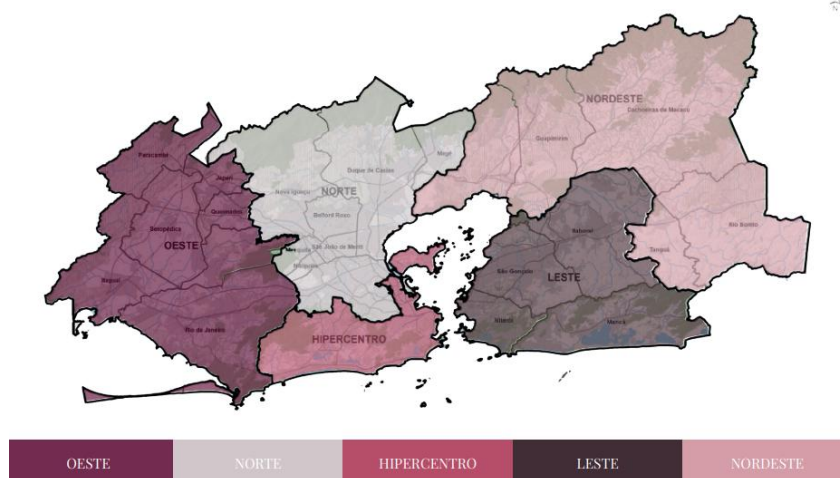 NORDESTE
Cachoeiras de Macacu
Guapimirim
Magé
Paracambi
Duque de Caxias
Japeri
Nova Iguaçu
NORTE
Belford Roxo
Queimados
Seropédica
OESTE
São João de Meriti
Nilópolis
Rio Bonito
Itaboraí
Tanguá
São Gonçalo
LESTE
Itaguaí
Rio de Janeiro
HIPERCENTRO
Niterói
Maricá
OESTE
NORTE
HIPERCENTRO
LESTE
NORDESTE